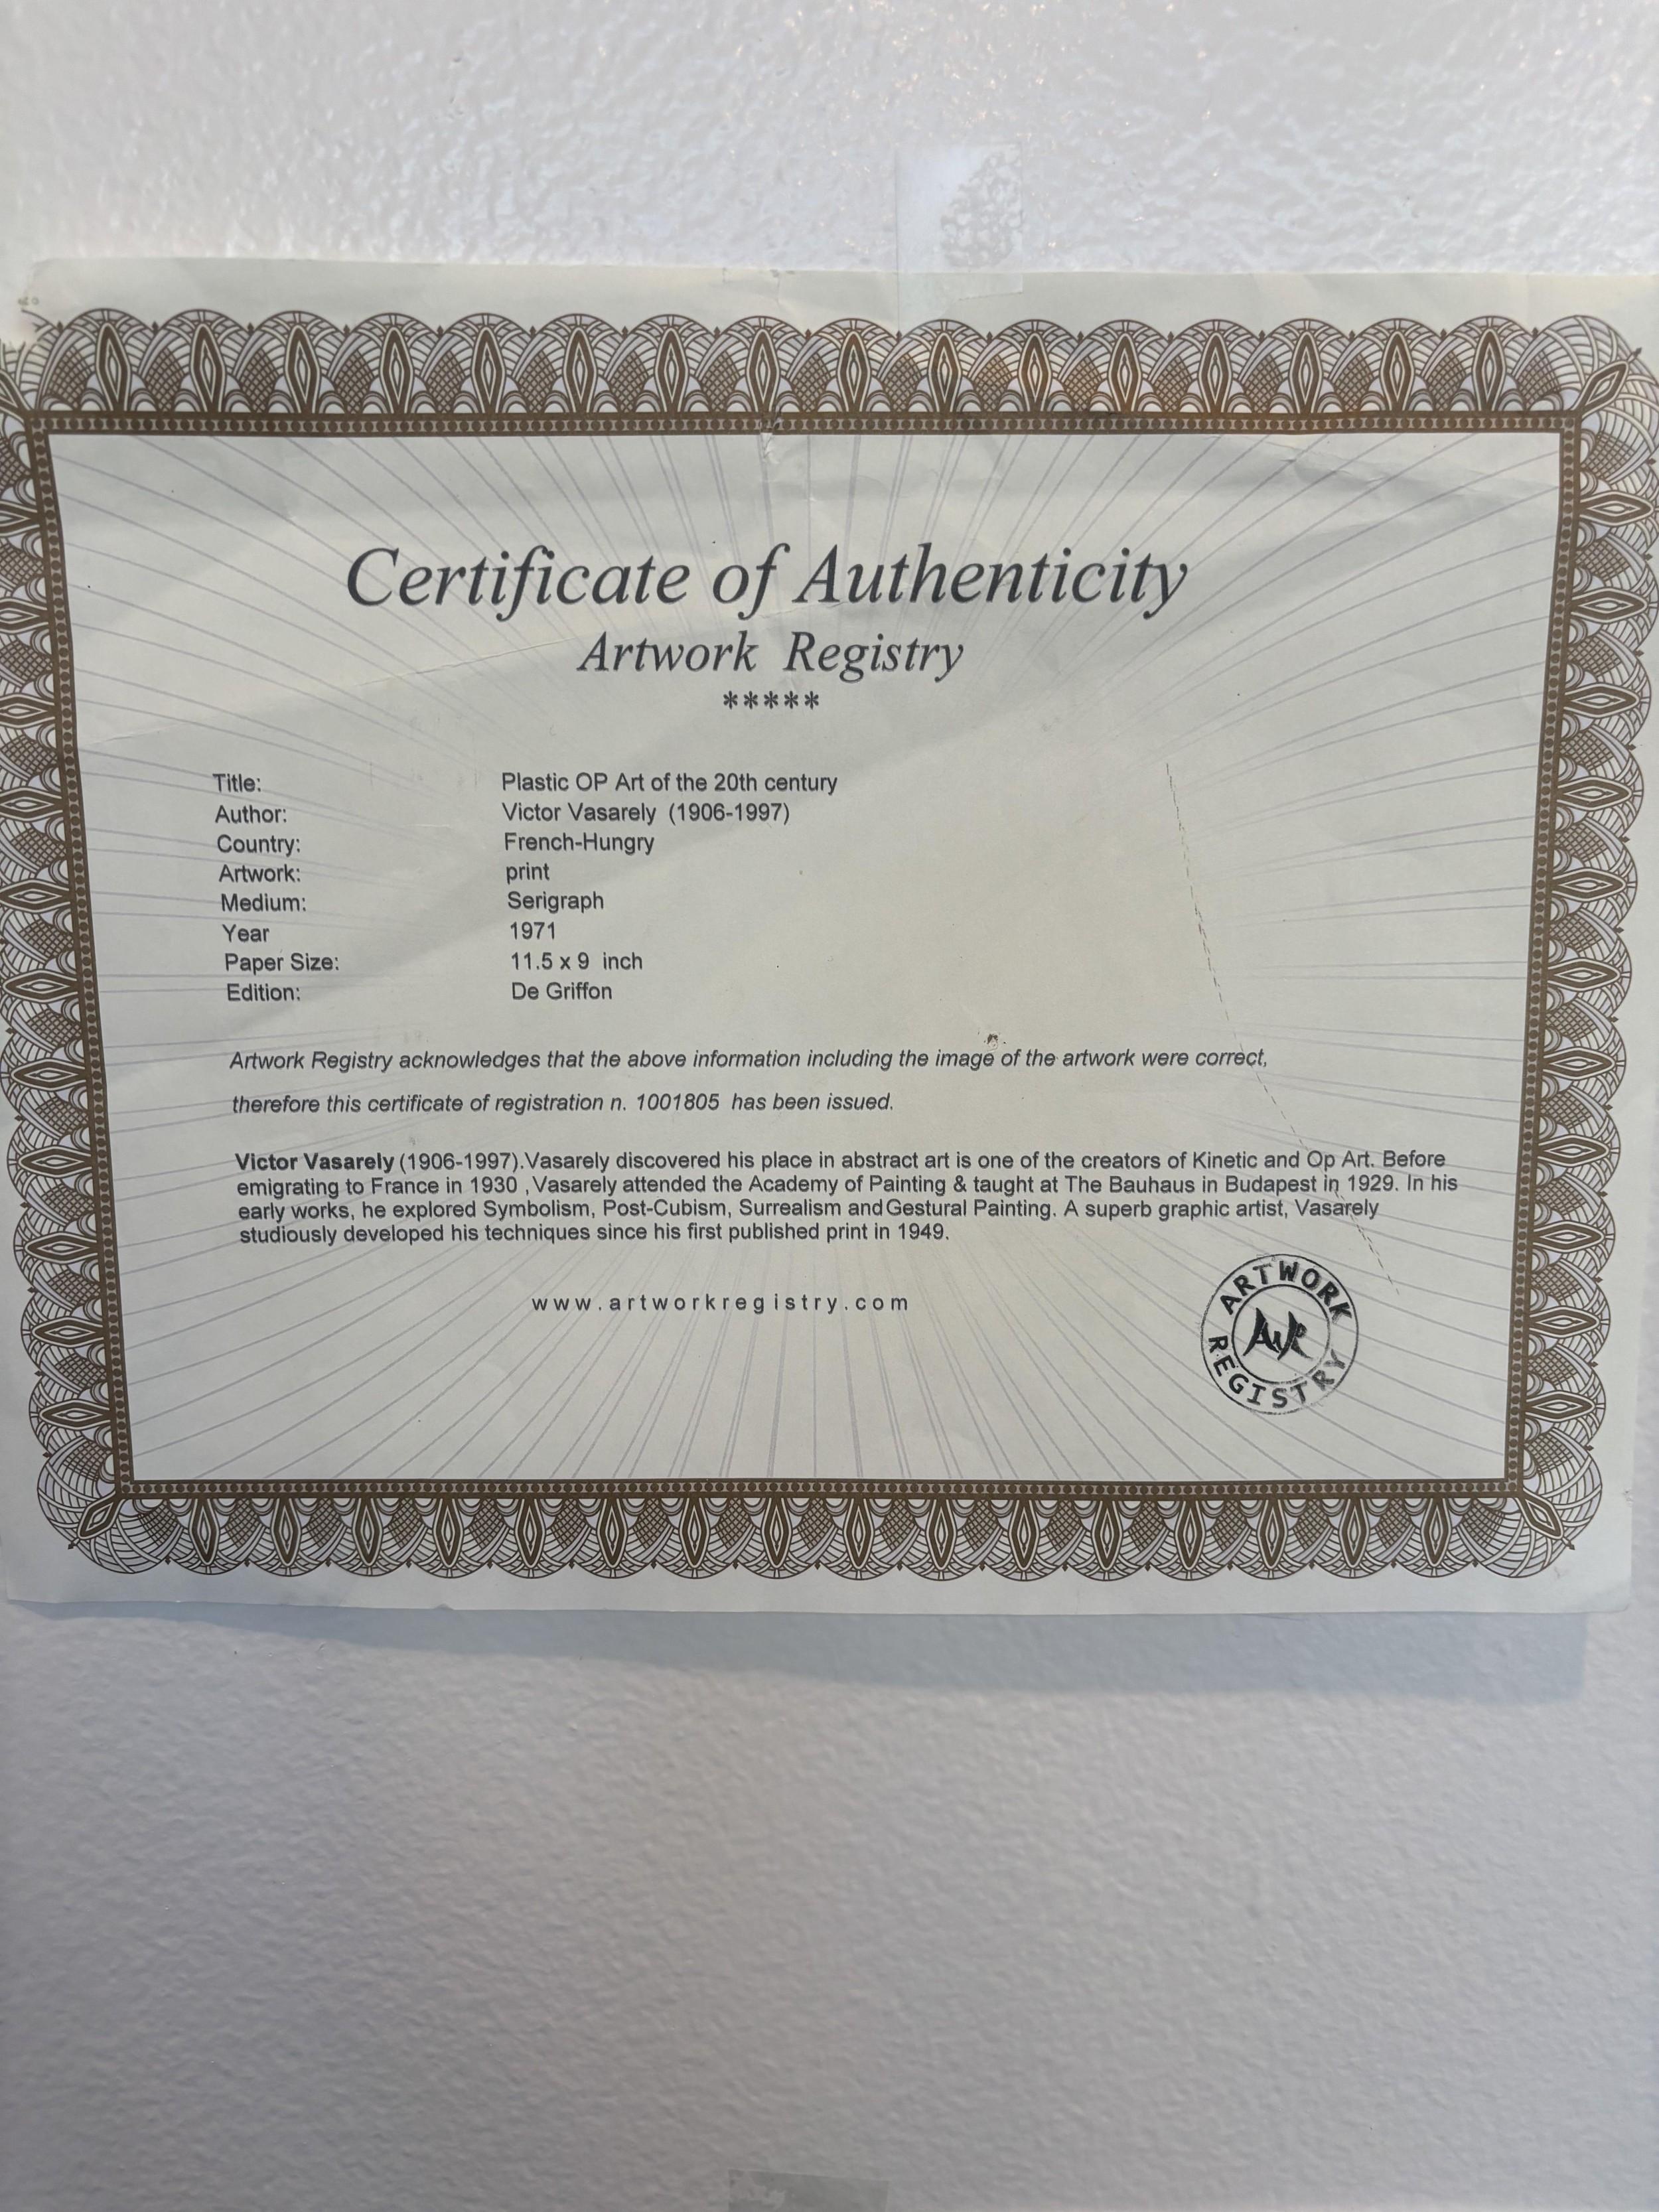 Certificate of Authenticity
Artwork Registry
*****
Title: Plastic OP Art of the 20th century
Author: Victor Vasarely (1906-1997)
Country: French-Hungry
Artwork: print
Medium: Serigraph
Year 1971
Paper Size: 11.5 x 9 inch
Edition: De Griffon
Artwork Registry acknowledges that the above information including the image of the artwork were correct,
therefore this certificate of registration n. 1001805 has been issued.
Victor Vasarely (1906-1997).Vasarely discovered his place in abstract art is one of the creators of Kinetic and Op Art. Before
emigrating to France in 1930 , Vasarely attended the Academy of Painting & taught at The Bauhaus in Budapest in 1929. In his
early works, he explored Symbolism, Post-Cubism, Surrealism and Gestural Painting. A superb graphic artist, Vasarely
studiously developed his techniques since his first published print in 1949.
www.artworkregistry.com
ARTWORK
REGISTRY